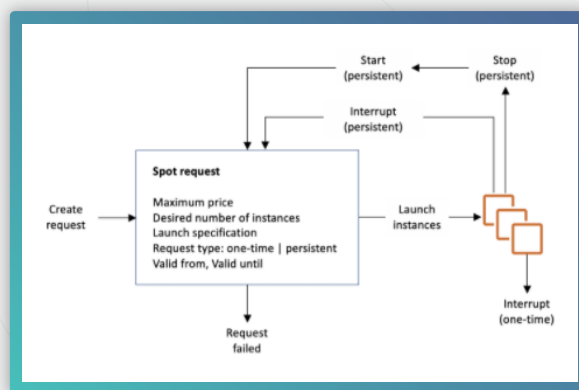 Start
(persistent)
Stop
(persistent)
Interrupt
(persistent)
Spot request
Maximum price
Desired number of instances
Launch specification
Request type: one-time | persistent
Valid from, Valid until
Create
request
Launch
instances
Request
failed
Interrupt
(one-time)